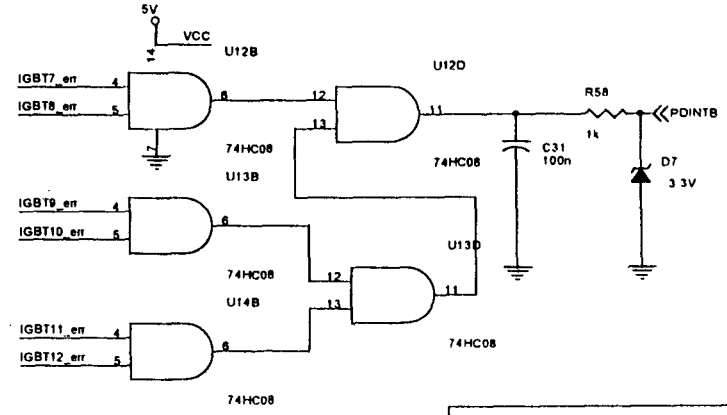 5V
14
VCC
U12B
U12D
IGBT7_err
4
6
12
R58
IGBT8_err
5
11
PDINTB
13
1k
7
74HC08
74HC08
C31
100n
D7
3.3V
U13B
IGBT9_err
4
6
IGBT10_err
5
U13D
74HC08
12
11
U14B
13
IGBT11_err
4
6
IGBT12_err
5
74HC08
74HC08